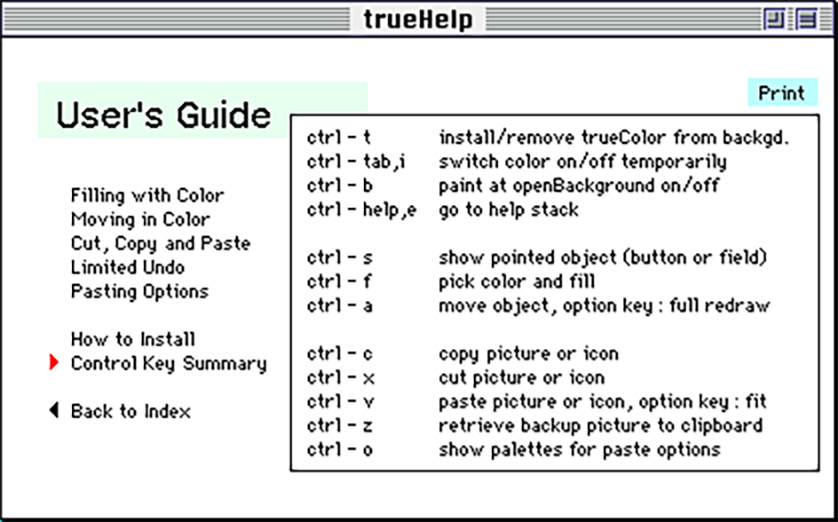 trueHelp
Print
User's Guide
Filling with Color
Moving in Color
Cut, Copy and Paste
Limited Undo
Pasting Options
How to Install
Control Key Summary
Back to Index
ctrl - t install/remove trueColor from backgd.
ctrl - tab,i switch color on/off temporarily
ctrl - b paint at openBackground on/off
ctrl - help,e go to help stack
ctrl - s show pointed object (button or field)
ctrl - f pick color and fill
ctrl - a move object, option key : full redraw
ctrl - c copy picture or icon
ctrl - x cut picture or icon
ctrl - v paste picture or icon, option key : fit
ctrl - z retrieve backup picture to clipboard
ctrl - o show palettes for paste options